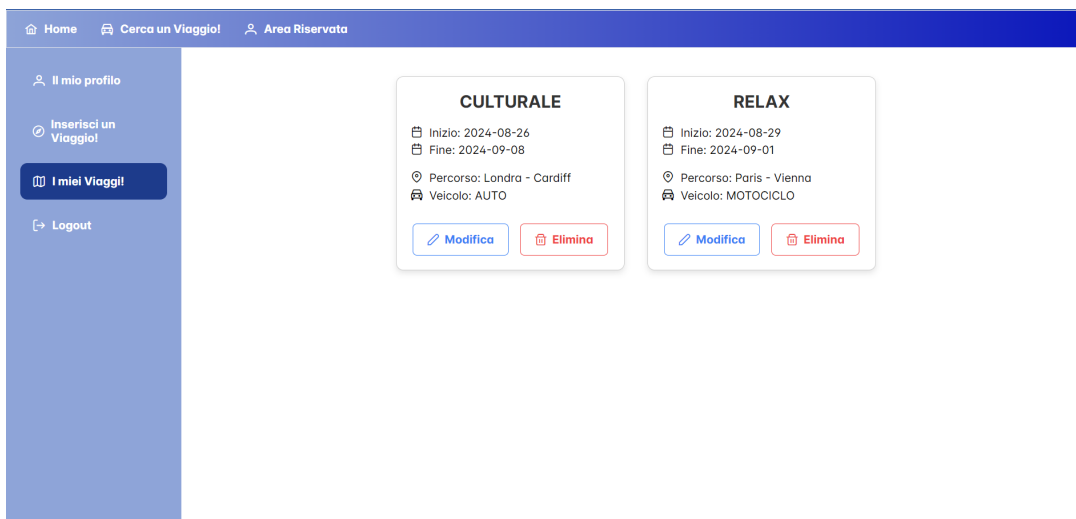 Home Cerca un Viaggio! Area Riservata
Il mio profilo
Inserisci un
Viaggio!
I miei Viaggi!
Logout
CULTURALE
Inizio: 2024-08-26
Fine: 2024-09-08
Percorso: Londra - Cardiff
Veicolo: AUTO
Modifica Elimina
RELAX
Inizio: 2024-08-29
Fine: 2024-09-01
Percorso: Paris - Vienna
Veicolo: MOTOCICLO
Modifica Elimina